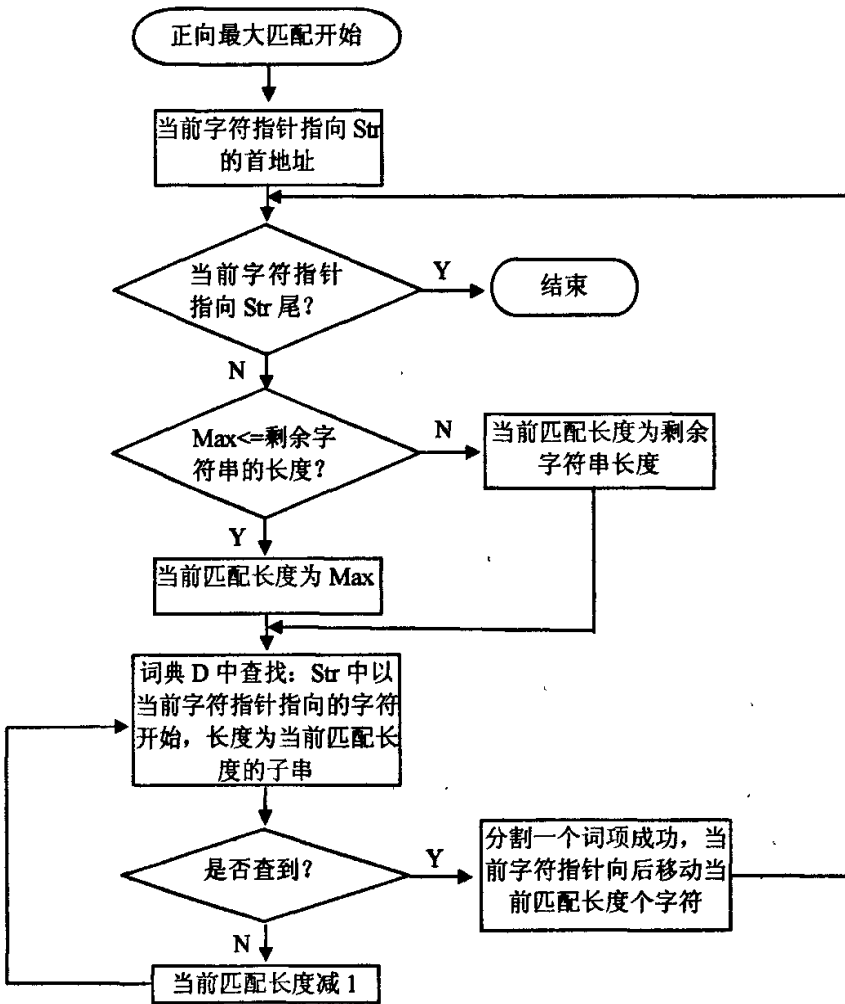 正向最大匹配开始
当前字符指针指向 Str
的首地址
当前字符指针
指向 Str 尾？
Y
结束
N
Max<=剩余字
符串的长度？
N
当前匹配长度为剩余
字符串长度
Y
当前匹配长度为 Max
词典 D 中查找：Str 中以
当前字符指针指向的字符
开始，长度为当前匹配长
度的子串
是否查到？
Y
分割一个词项成功，当
前字符指针向后移动当
前匹配长度个字符
N
当前匹配长度减 1